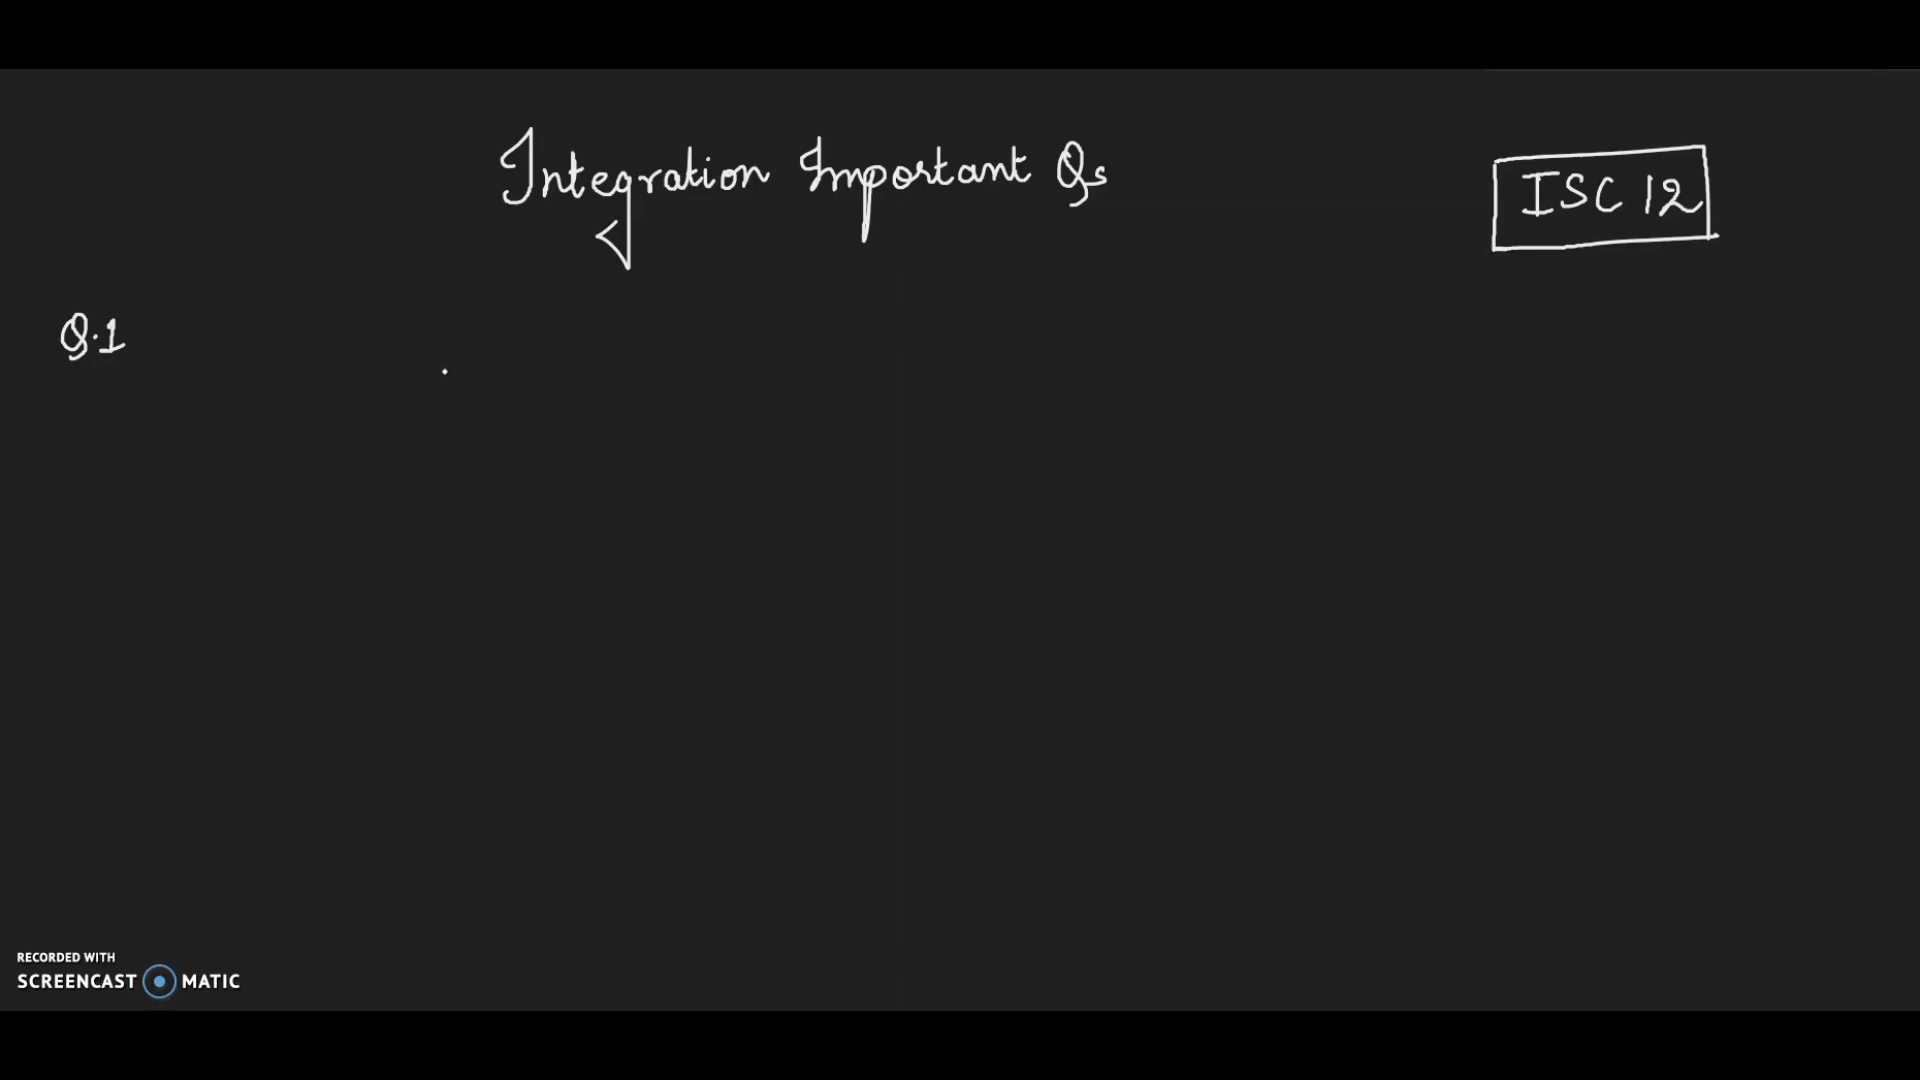 Integration Important Qs
ISC 12
Q.1
RECORDED WITH
SCREENCAST MATIC